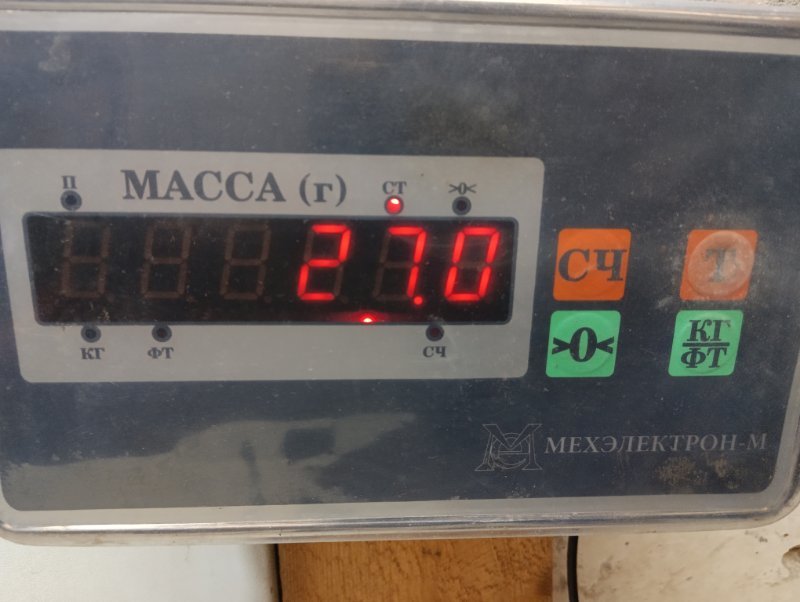 П МАССА (г) СТ >0<
27.0
КГ ФТ СЧ
СЧ Т
>0< КГ/ФТ
МЕХЭЛЕКТРОН-М